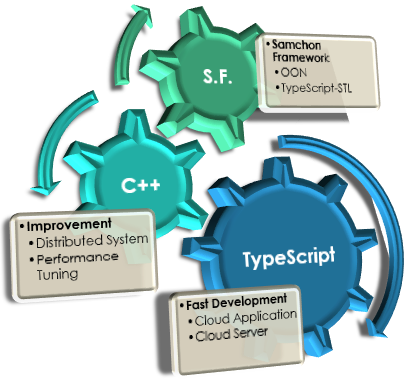 S.F.
• Samchon
Framework
• OON
• TypeScript-STL
C++
• Improvement
• Distributed System
• Performance
Tuning
TypeScript
• Fast Development
• Cloud Application
• Cloud Server